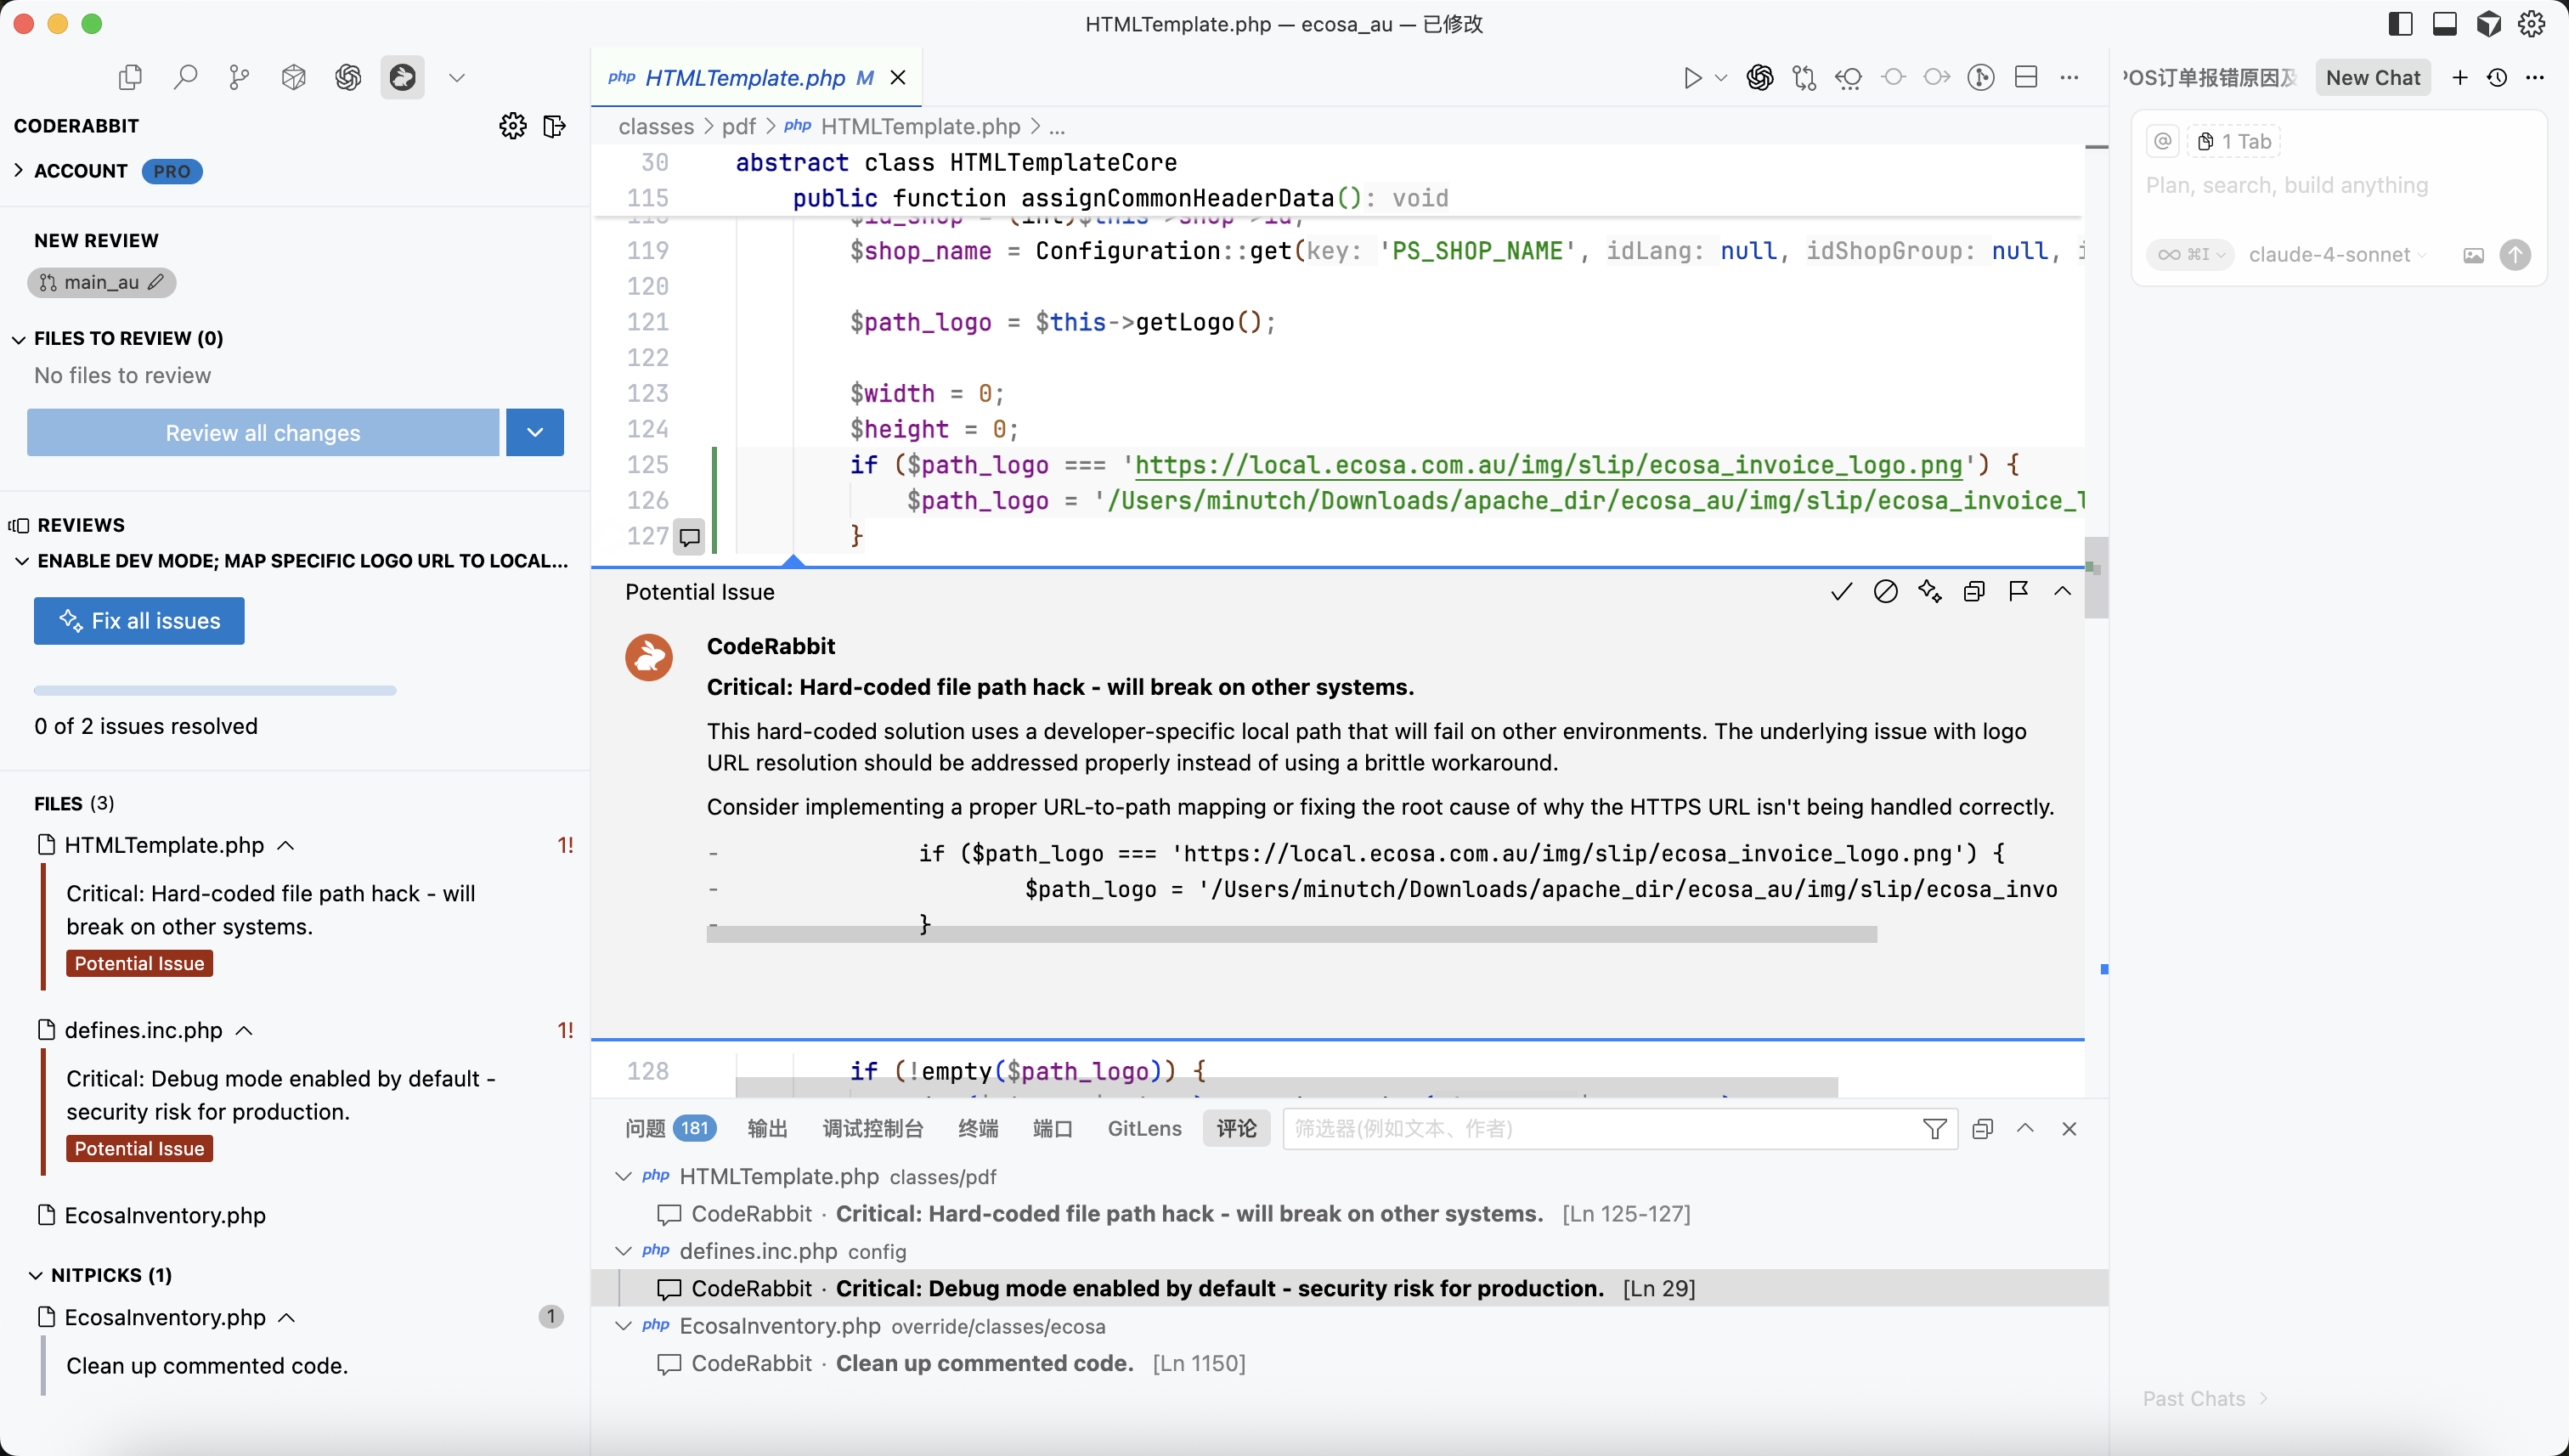 HTMLTemplate.php — ecosa_au — 已修改
CODERABBIT
ACCOUNT PRO
NEW REVIEW
main_au
FILES TO REVIEW (0)
No files to review
Review all changes
REVIEWS
ENABLE DEV MODE; MAP SPECIFIC LOGO URL TO LOCAL...
Fix all issues
0 of 2 issues resolved
FILES (3)
HTMLTemplate.php 1!
Critical: Hard-coded file path hack - will
break on other systems.
Potential Issue
defines.inc.php 1!
Critical: Debug mode enabled by default -
security risk for production.
Potential Issue
EcosaInventory.php
NITPICKS (1)
EcosaInventory.php 1
Clean up commented code.
php HTMLTemplate.php M
classes > pdf > php HTMLTemplate.php > ...
30 abstract class HTMLTemplateCore
115 public function assignCommonHeaderData(): void
118 $id_shop = (int)$this->shop->id;
119 $shop_name = Configuration::get(key: 'PS_SHOP_NAME', idLang: null, idShopGroup: null,
120
121 $path_logo = $this->getLogo();
122
123 $width = 0;
124 $height = 0;
125 if ($path_logo === 'https://local.ecosa.com.au/img/slip/ecosa_invoice_logo.png') {
126 $path_logo = '/Users/minutch/Downloads/apache_dir/ecosa_au/img/slip/ecosa_invoice_l
127 }
Potential Issue
CodeRabbit
Critical: Hard-coded file path hack - will break on other systems.
This hard-coded solution uses a developer-specific local path that will fail on other environments. The underlying issue with logo
URL resolution should be addressed properly instead of using a brittle workaround.
Consider implementing a proper URL-to-path mapping or fixing the root cause of why the HTTPS URL isn't being handled correctly.
- if ($path_logo === 'https://local.ecosa.com.au/img/slip/ecosa_invoice_logo.png') {
- $path_logo = '/Users/minutch/Downloads/apache_dir/ecosa_au/img/slip/ecosa_invo
- }
128 if (!empty($path_logo)) {
问题 181 输出 调试控制台 终端 端口 GitLens 评论 筛选器(例如文本、作者)
php HTMLTemplate.php classes/pdf
CodeRabbit · Critical: Hard-coded file path hack - will break on other systems. [Ln 125-127]
php defines.inc.php config
CodeRabbit · Critical: Debug mode enabled by default - security risk for production. [Ln 29]
php EcosaInventory.php override/classes/ecosa
CodeRabbit · Clean up commented code. [Ln 1150]
POS订单报错原因及 New Chat
@ 1 Tab
Plan, search, build anything
∞ ⌘I claude-4-sonnet
Past Chats >